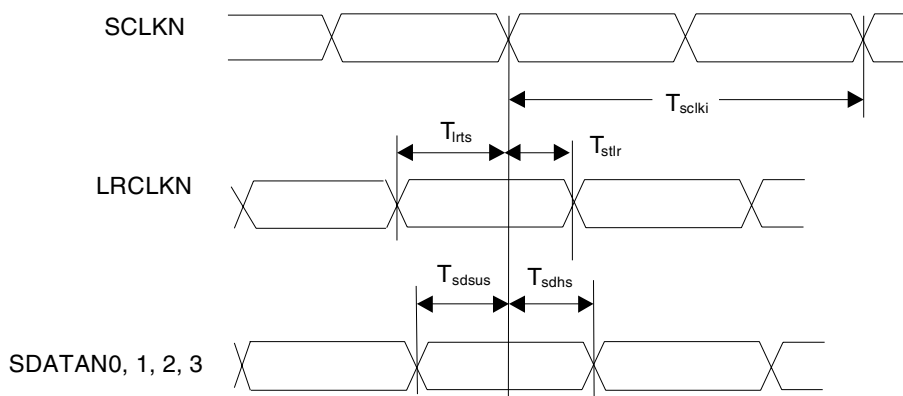 SCLKN
T_sclki
T_lrts
T_stlr
LRCLKN
T_sdsus
T_sdhs
SDATAN0, 1, 2, 3